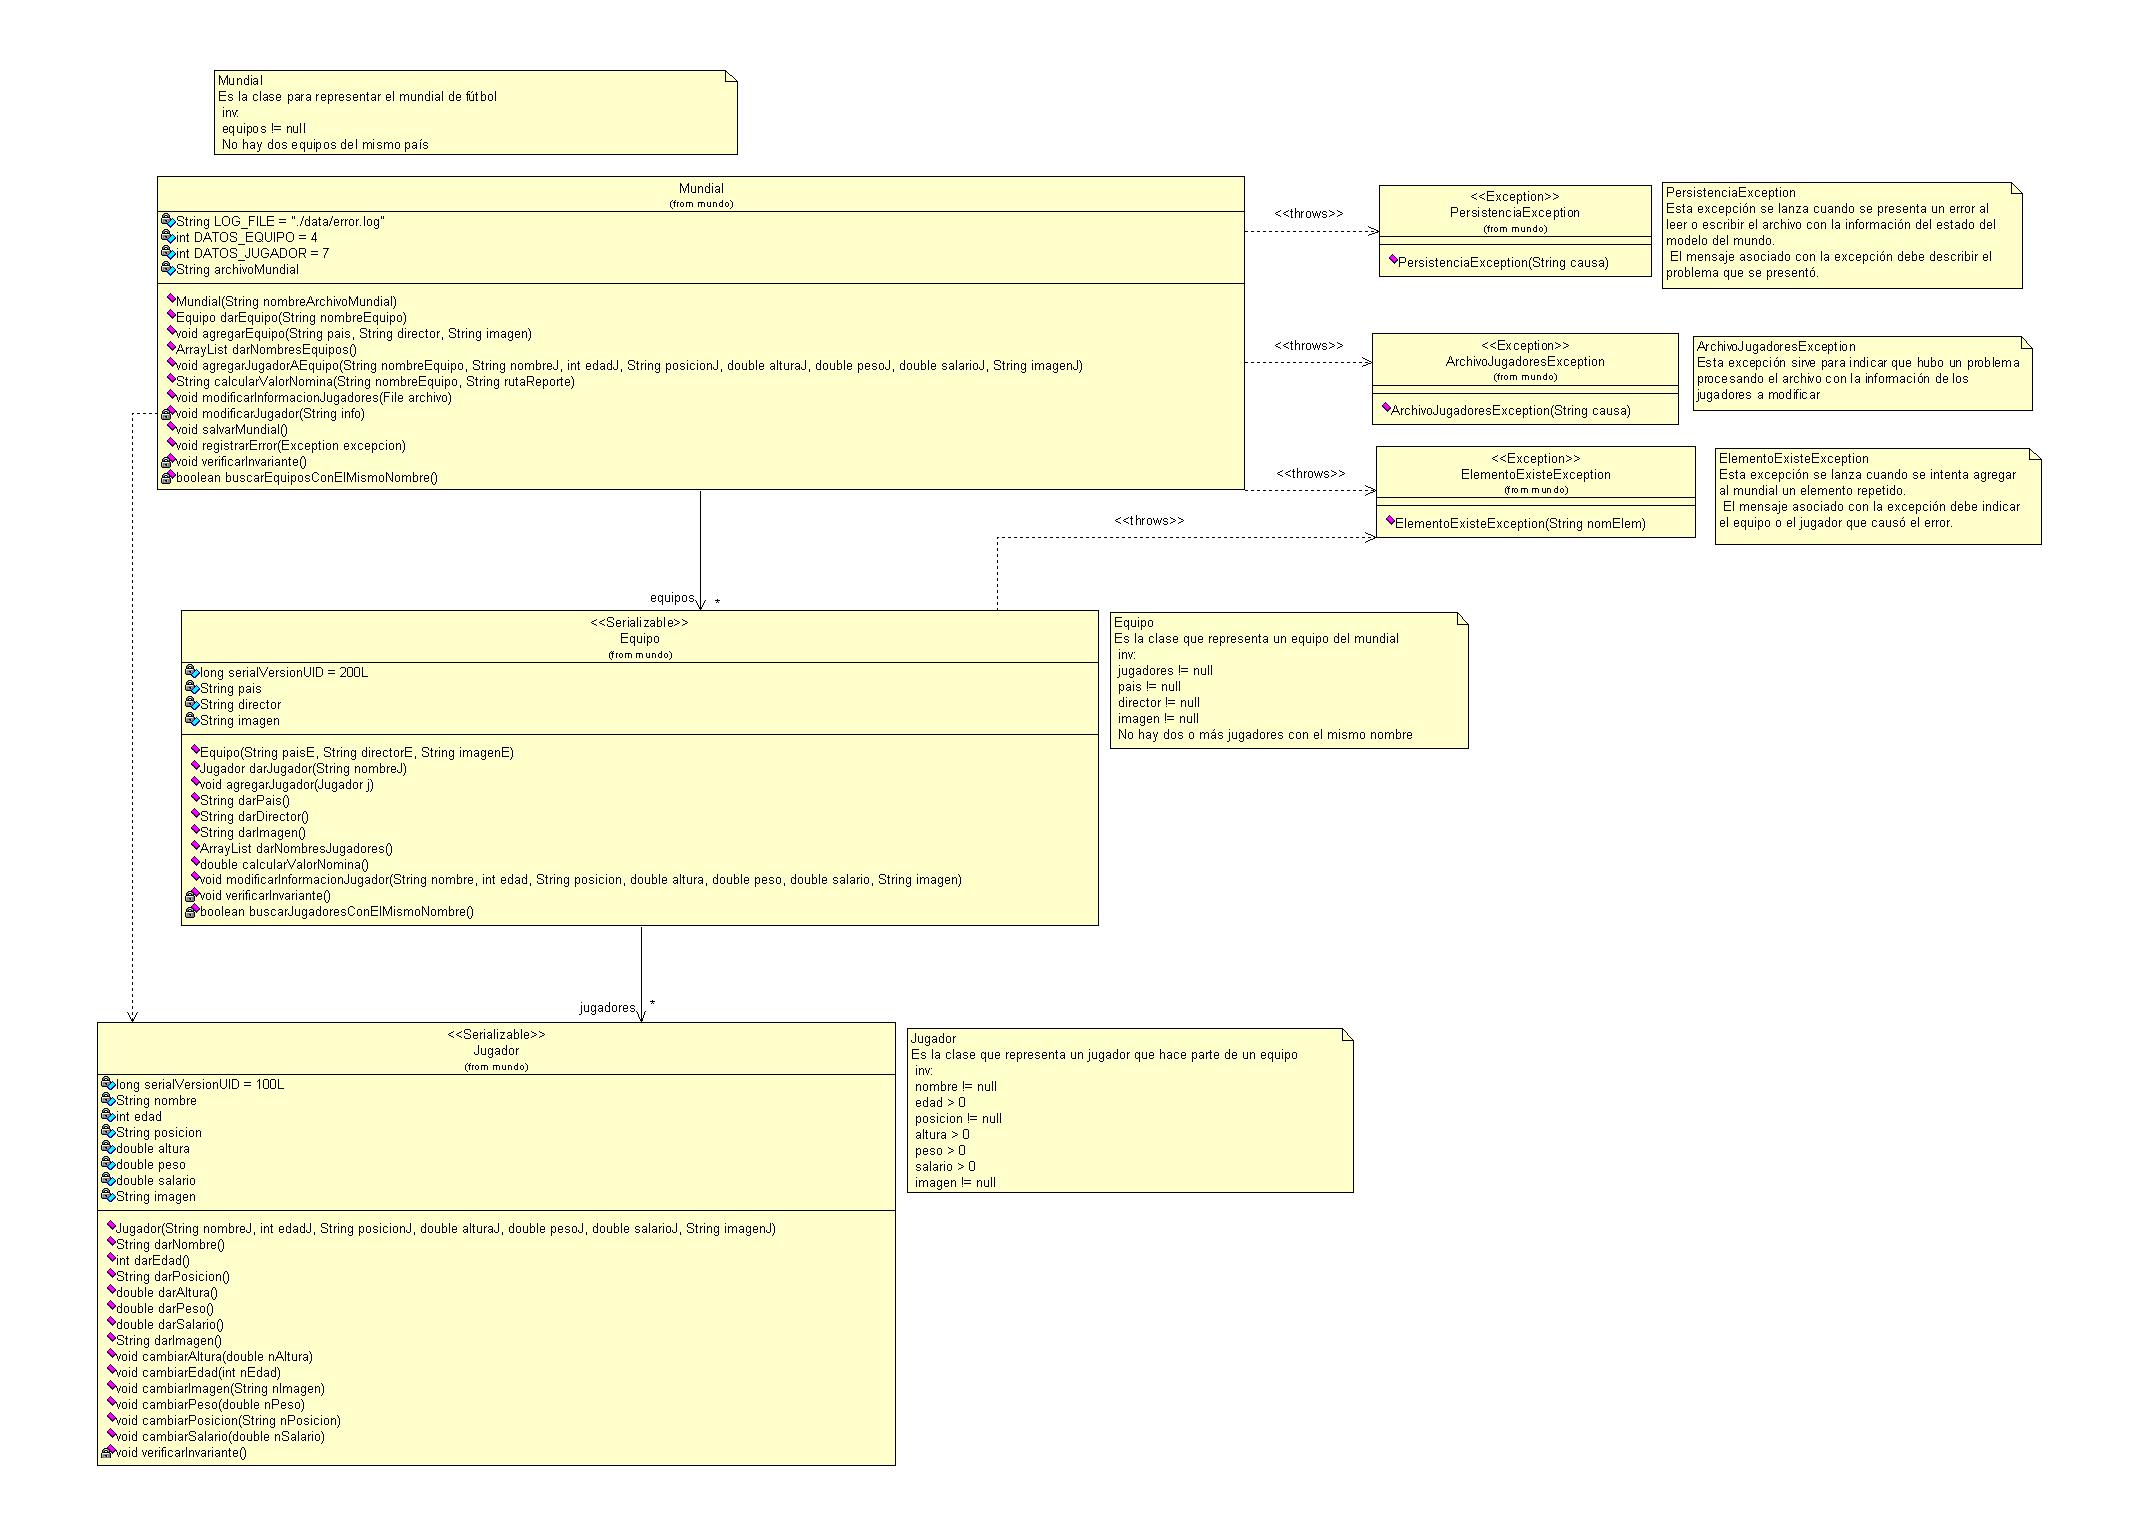 Mundial
Es la clase para representar el mundial de fútbol
inv:
equipos != null
No hay dos equipos del mismo país
Mundial
(from mundo)
String LOG_FILE = "./data/error.log"
int DATOS_EQUIPO = 4
int DATOS_JUGADOR = 7
String archivoMundial
Mundial(String nombreArchivoMundial)
Equipo darEquipo(String nombreEquipo)
void agregarEquipo(String pais, String director, String imagen)
ArrayList darNombresEquipos()
void agregarJugadorAEquipo(String nombreEquipo, String nombreJ, int edadJ, String posicionJ, double alturaJ, double pesoJ, double salarioJ, String imagenJ)
String calcularValorNomina(String nombreEquipo, String rutaReporte)
void modificarInformacionJugadores(File archivo)
void modificarJugador(String info)
void salvarMundial()
void registrarError(Exception excepcion)
void verificarInvariante()
boolean buscarEquiposConElMismoNombre()
<<throws>>
<<Exception>>
PersistenciaException
(from mundo)
PersistenciaException(String causa)
PersistenciaException
Esta excepción se lanza cuando se presenta un error al
leer o escribir el archivo con la información del estado del
modelo del mundo.
El mensaje asociado con la excepción debe describir el
problema que se presentó.
<<throws>>
<<Exception>>
ArchivoJugadoresException
(from mundo)
ArchivoJugadoresException(String causa)
ArchivoJugadoresException
Esta excepción sirve para indicar que hubo un problema
procesando el archivo con la información de los
jugadores a modificar
<<throws>>
<<Exception>>
ElementoExisteException
(from mundo)
ElementoExisteException(String nomElem)
ElementoExisteException
Esta excepción se lanza cuando se intenta agregar
al mundial un elemento repetido.
El mensaje asociado con la excepción debe indicar
el equipo o el jugador que causó el error.
<<throws>>
equipos
*
<<Serializable>>
Equipo
(from mundo)
long serialVersionUID = 200L
String pais
String director
String imagen
Equipo(String paisE, String directorE, String imagenE)
Jugador darJugador(String nombreJ)
void agregarJugador(Jugador j)
String darPais()
String darDirector()
String darImagen()
ArrayList darNombresJugadores()
double calcularValorNomina()
void modificarInformacionJugador(String nombre, int edad, String posicion, double altura, double peso, double salario, String imagen)
void verificarInvariante()
boolean buscarJugadoresConElMismoNombre()
Equipo
Es la clase que representa un equipo del mundial
inv:
jugadores != null
pais != null
director != null
imagen != null
No hay dos o más jugadores con el mismo nombre
jugadores
*
<<Serializable>>
Jugador
(from mundo)
long serialVersionUID = 100L
String nombre
int edad
String posicion
double altura
double peso
double salario
String imagen
Jugador(String nombreJ, int edadJ, String posicionJ, double alturaJ, double pesoJ, double salarioJ, String imagenJ)
String darNombre()
int darEdad()
String darPosicion()
double darAltura()
double darPeso()
double darSalario()
String darImagen()
void cambiarAltura(double nAltura)
void cambiarEdad(int nEdad)
void cambiarImagen(String nImagen)
void cambiarPeso(double nPeso)
void cambiarPosicion(String nPosicion)
void cambiarSalario(double nSalario)
void verificarInvariante()
Jugador
Es la clase que representa un jugador que hace parte de un equipo
inv:
nombre != null
edad > 0
posicion != null
altura > 0
peso > 0
salario > 0
imagen != null